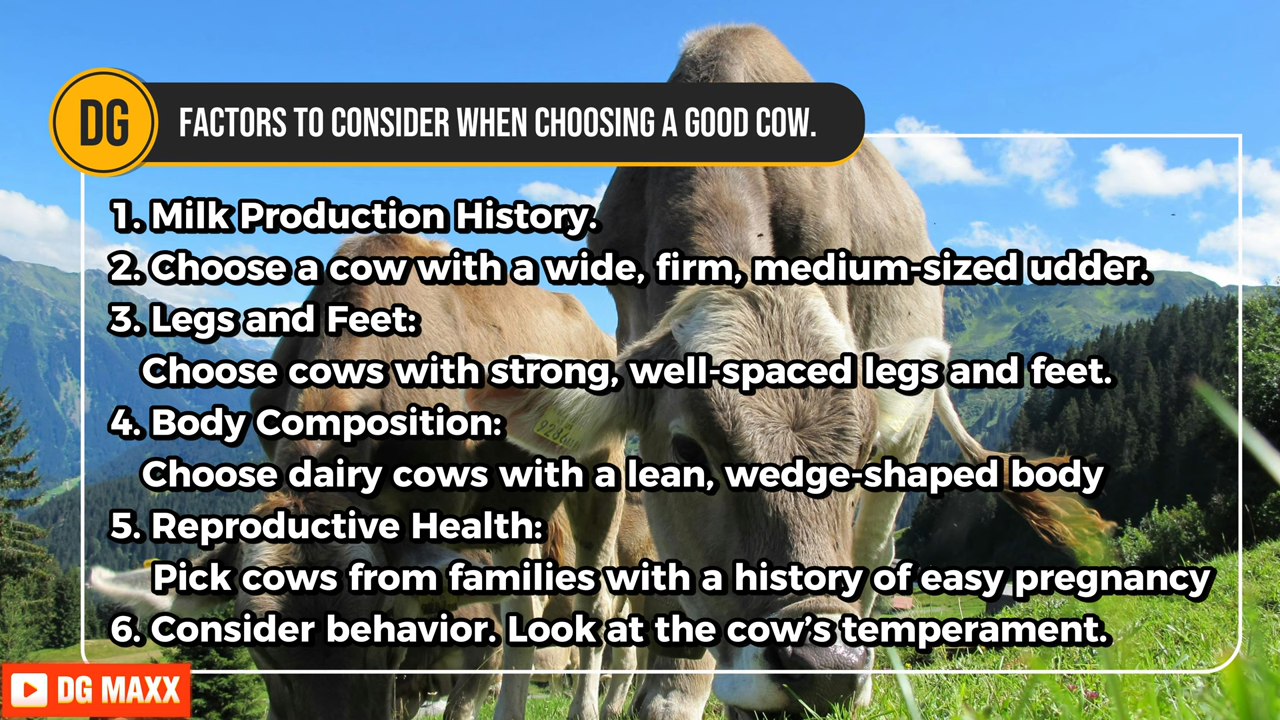 DG
FACTORS TO CONSIDER WHEN CHOOSING A GOOD COW.
1. Milk Production History.
2. Choose a cow with a wide, firm, medium-sized udder.
3. Legs and Feet:
Choose cows with strong, well-spaced legs and feet.
4. Body Composition:
Choose dairy cows with a lean, wedge-shaped body
5. Reproductive Health:
Pick cows from families with a history of easy pregnancy
6. Consider behavior. Look at the cow’s temperament.
DG MAXX